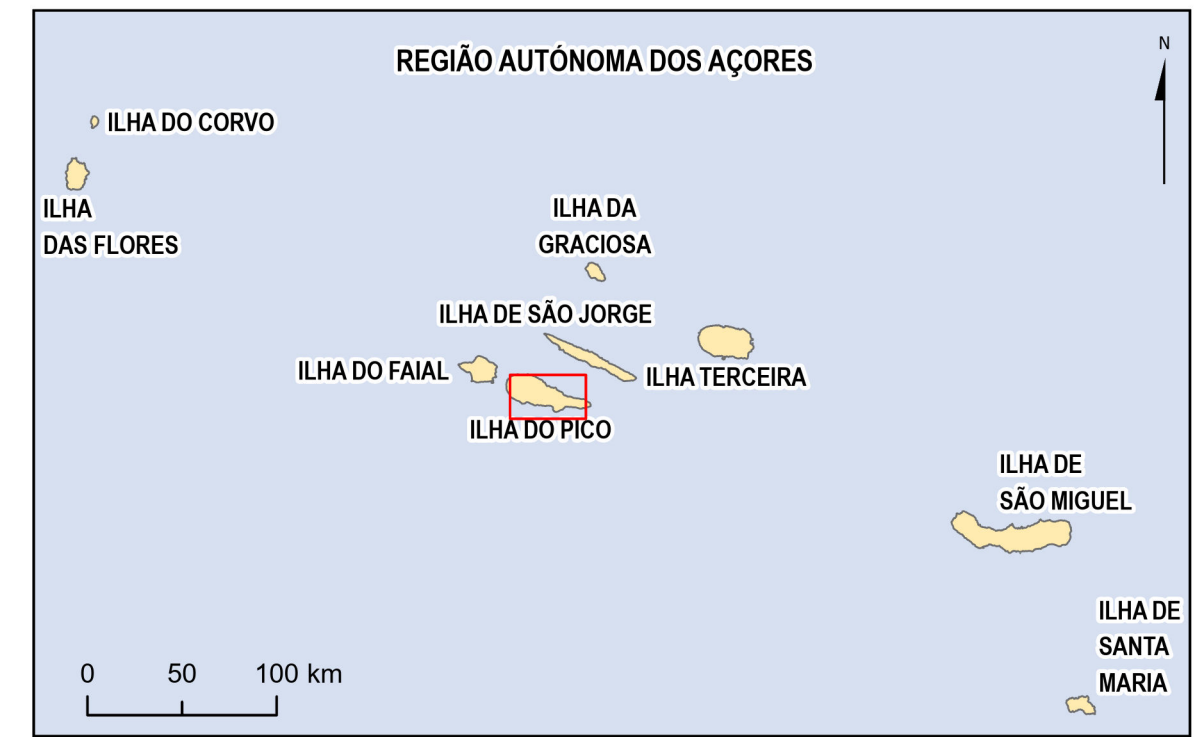 REGIÃO AUTÓNOMA DOS AÇORES
N
ILHA DO CORVO
ILHA
DAS FLORES
ILHA DA
GRACIOSA
ILHA DE SÃO JORGE
ILHA DO FAIAL
ILHA TERCEIRA
ILHA DO PICO
ILHA DE
SÃO MIGUEL
ILHA DE
SANTA
MARIA
0 50 100 km